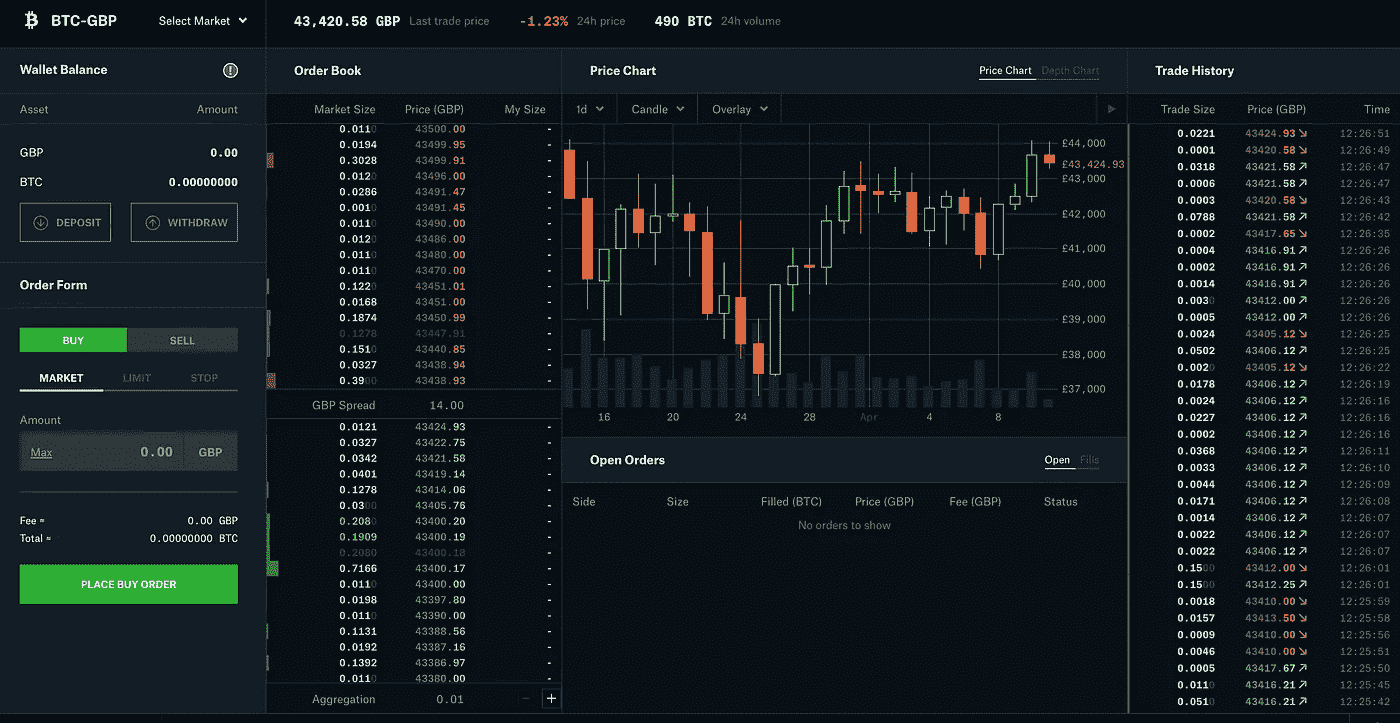 BTC-GBP
Select Market
43,420.58 GBP Last trade price
-1.23% 24h price
490 BTC 24h volume
Wallet Balance
Asset Amount
GBP 0.00
BTC 0.00000000
DEPOSIT WITHDRAW
Order Form
BUY SELL
MARKET LIMIT STOP
Amount
Max 0.00 GBP
Fee ≈ 0.00 GBP
Total ≈ 0.00000000 BTC
PLACE BUY ORDER
Order Book
Market Size Price (GBP) My Size
0.0110 43500.00 -
0.0194 43499.95 -
0.3028 43499.91 -
0.0120 43496.00 -
0.0286 43491.47 -
0.0010 43491.45 -
0.0110 43490.00 -
0.0120 43486.00 -
0.0110 43480.00 -
0.0110 43470.00 -
0.1220 43451.01 -
0.0168 43451.00 -
0.1874 43450.99 -
0.1278 43447.91 -
0.1510 43440.85 -
0.0327 43438.94 -
0.3900 43438.93 -
GBP Spread 14.00
0.0121 43424.93 -
0.0327 43422.75 -
0.0342 43421.58 -
0.0401 43419.14 -
0.1278 43414.06 -
0.0300 43405.76 -
0.2080 43400.20 -
0.1909 43400.19 -
0.2080 43400.18 -
0.7166 43400.17 -
0.0110 43400.00 -
0.0198 43397.80 -
0.0110 43390.00 -
0.1131 43388.56 -
0.0192 43387.16 -
0.1392 43386.97 -
0.0110 43380.00 -
Aggregation 0.01 - +
Price Chart
Price Chart Depth Chart
1d Candle Overlay
£44,000
£43,424.93
£43,000
£42,000
£41,000
£40,000
£39,000
£38,000
£37,000
16 20 24 28 Apr 4 8
Open Orders
Open Fills
Side Size Filled (BTC) Price (GBP) Fee (GBP) Status
No orders to show
Trade History
Trade Size Price (GBP) Time
0.0221 43424.93↘ 12:26:51
0.0001 43420.58↘ 12:26:49
0.0318 43421.58↗ 12:26:47
0.0006 43421.58↗ 12:26:47
0.0003 43420.58↘ 12:26:43
0.0788 43421.58↗ 12:26:42
0.0002 43417.65↘ 12:26:35
0.0004 43416.91↗ 12:26:26
0.0002 43416.91↗ 12:26:26
0.0014 43416.91↗ 12:26:26
0.0030 43412.00↗ 12:26:26
0.0005 43412.00↗ 12:26:26
0.0024 43405.12↘ 12:26:25
0.0502 43406.12↗ 12:26:25
0.0020 43405.12↘ 12:26:22
0.0178 43406.12↗ 12:26:19
0.0024 43406.12↗ 12:26:16
0.0227 43406.12↗ 12:26:16
0.0002 43406.12↗ 12:26:16
0.0368 43406.12↗ 12:26:11
0.0033 43406.12↗ 12:26:10
0.0044 43406.12↗ 12:26:09
0.0171 43406.12↗ 12:26:08
0.0014 43406.12↗ 12:26:07
0.0022 43406.12↗ 12:26:07
0.0022 43406.12↗ 12:26:07
0.1500 43412.00↘ 12:26:01
0.1500 43412.25↗ 12:26:01
0.0018 43410.00↘ 12:25:59
0.0157 43413.50↘ 12:25:58
0.0009 43410.00↘ 12:25:56
0.0046 43410.00↘ 12:25:51
0.0005 43417.67↗ 12:25:50
0.0110 43416.21↗ 12:25:45
0.0510 43416.21↗ 12:25:42